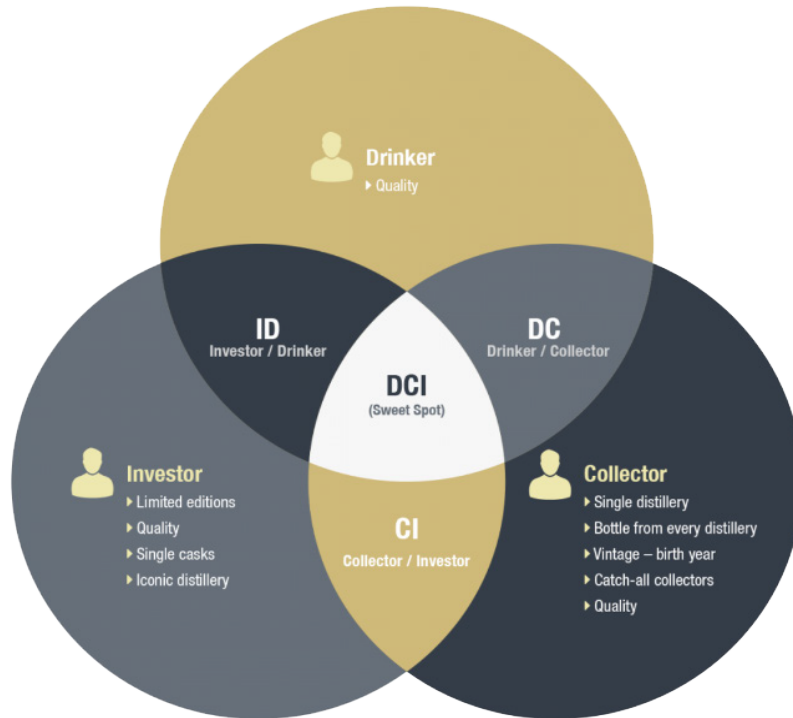 Drinker
Quality
ID
Investor / Drinker
DC
Drinker / Collector
DCI
(Sweet Spot)
Investor
Limited editions
Quality
Single casks
Iconic distillery
CI
Collector / Investor
Collector
Single distillery
Bottle from every distillery
Vintage – birth year
Catch-all collectors
Quality